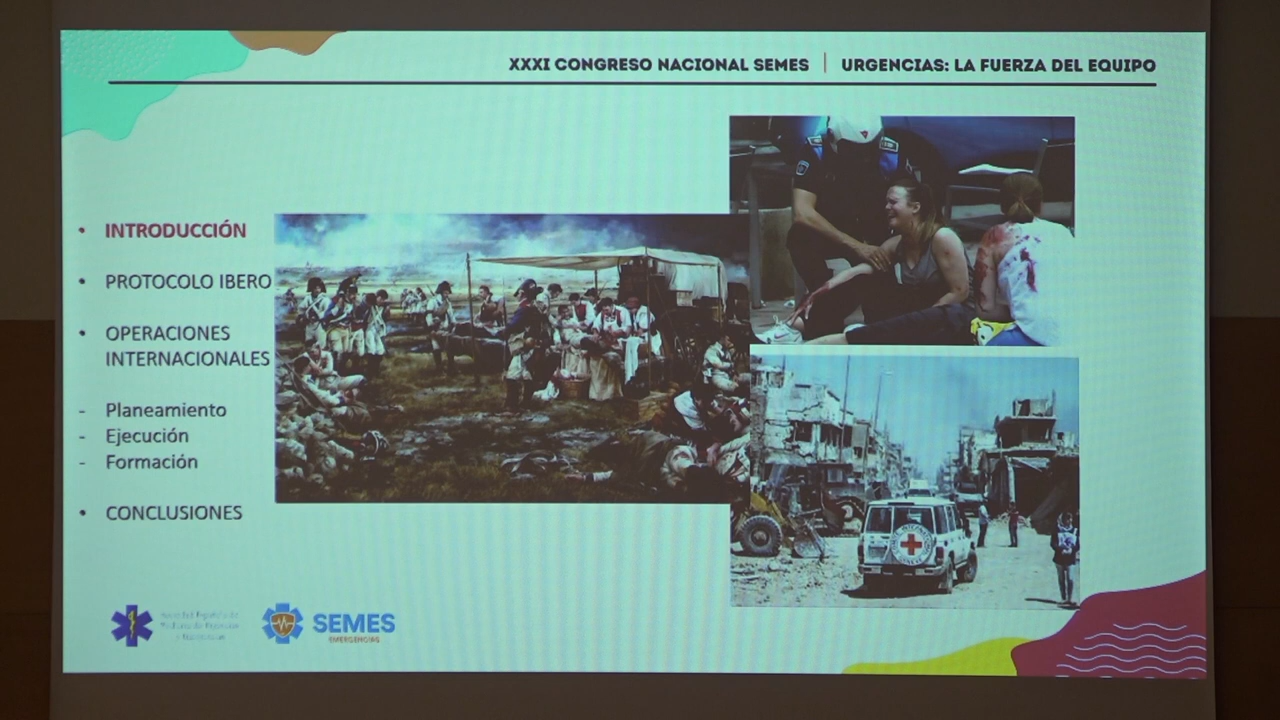 XXXI CONGRESO NACIONAL SEMES | URGENCIAS: LA FUERZA DEL EQUIPO
• INTRODUCCIÓN
• PROTOCOLO IBERO
• OPERACIONES
INTERNACIONALES
- Planeamiento
- Ejecución
- Formación
• CONCLUSIONES
SEMES
EMERGENCIAS